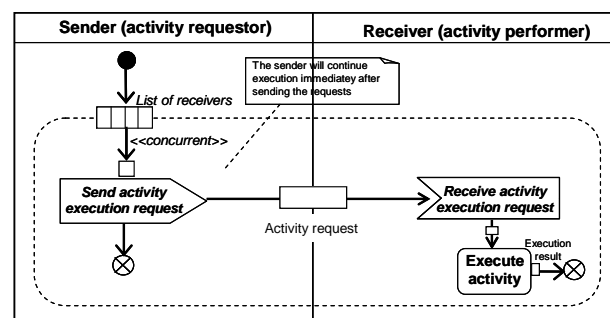 Sender (activity requestor)
Receiver (activity performer)
The sender will continue
execution immediatey after
sending the requests
List of receivers
<<concurrent>>
Send activity
execution request
Receive activity
execution request
Activity request
Execute
activity
Execution
result